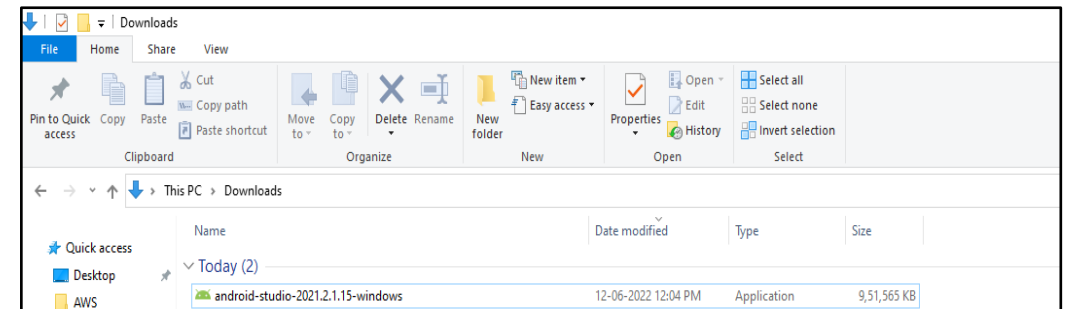 Downloads
File Home Share View
Pin to Quick access
Copy
Paste
Cut
Copy path
Paste shortcut
Clipboard
Move to
Copy to
Delete
Rename
Organize
New folder
New item
Easy access
New
Properties
Open
Edit
History
Open
Select all
Select none
Invert selection
Select
This PC > Downloads
Name Date modified Type Size
Quick access
Desktop
AWS
Today (2)
android-studio-2021.2.1.15-windows 12-06-2022 12:04 PM Application 9,51,565 KB